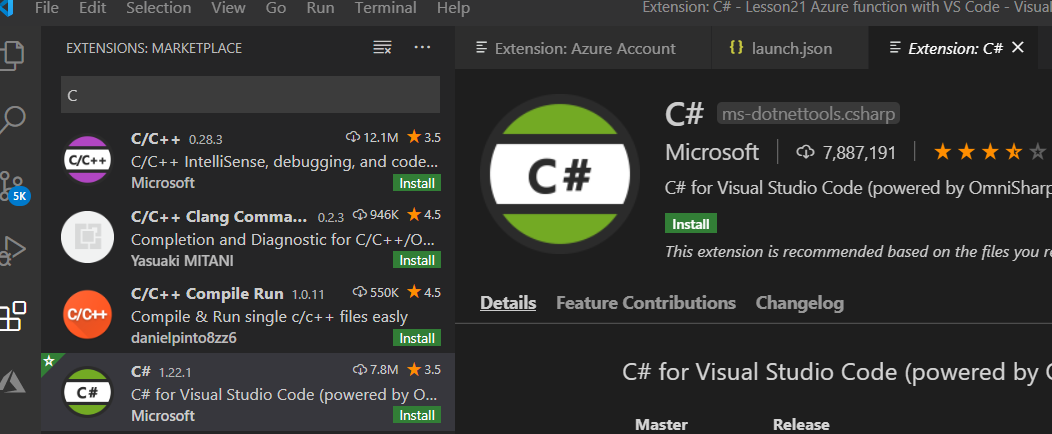 File Edit Selection View Go Run Terminal Help Extension: C# - Lesson21 Azure function with VS Code - Visual
EXTENSIONS: MARKETPLACE
Extension: Azure Account
{} launch.json
Extension: C#
C
C/C++ 0.28.3 12.1M 3.5
C/C++ IntelliSense, debugging, and code...
Microsoft Install
C/C++
C/C++ Clang Comma... 0.2.3 946K 4.5
Completion and Diagnostic for C/C++/O...
Yasuaki MITANI Install
C/C++ Compile Run 1.0.11 550K 4.5
Compile & Run single c/c++ files easily
danielpinto8zz6 Install
C/C++
C# 1.22.1 7.8M 3.5
C# for Visual Studio Code (powered by O...
Microsoft Install
C#
5K
C#
C# ms-dotnettools.csharp
Microsoft 7,887,191
C# for Visual Studio Code (powered by OmniSharp
Install
This extension is recommended based on the files you re
Details Feature Contributions Changelog
C# for Visual Studio Code (powered by
Master Release